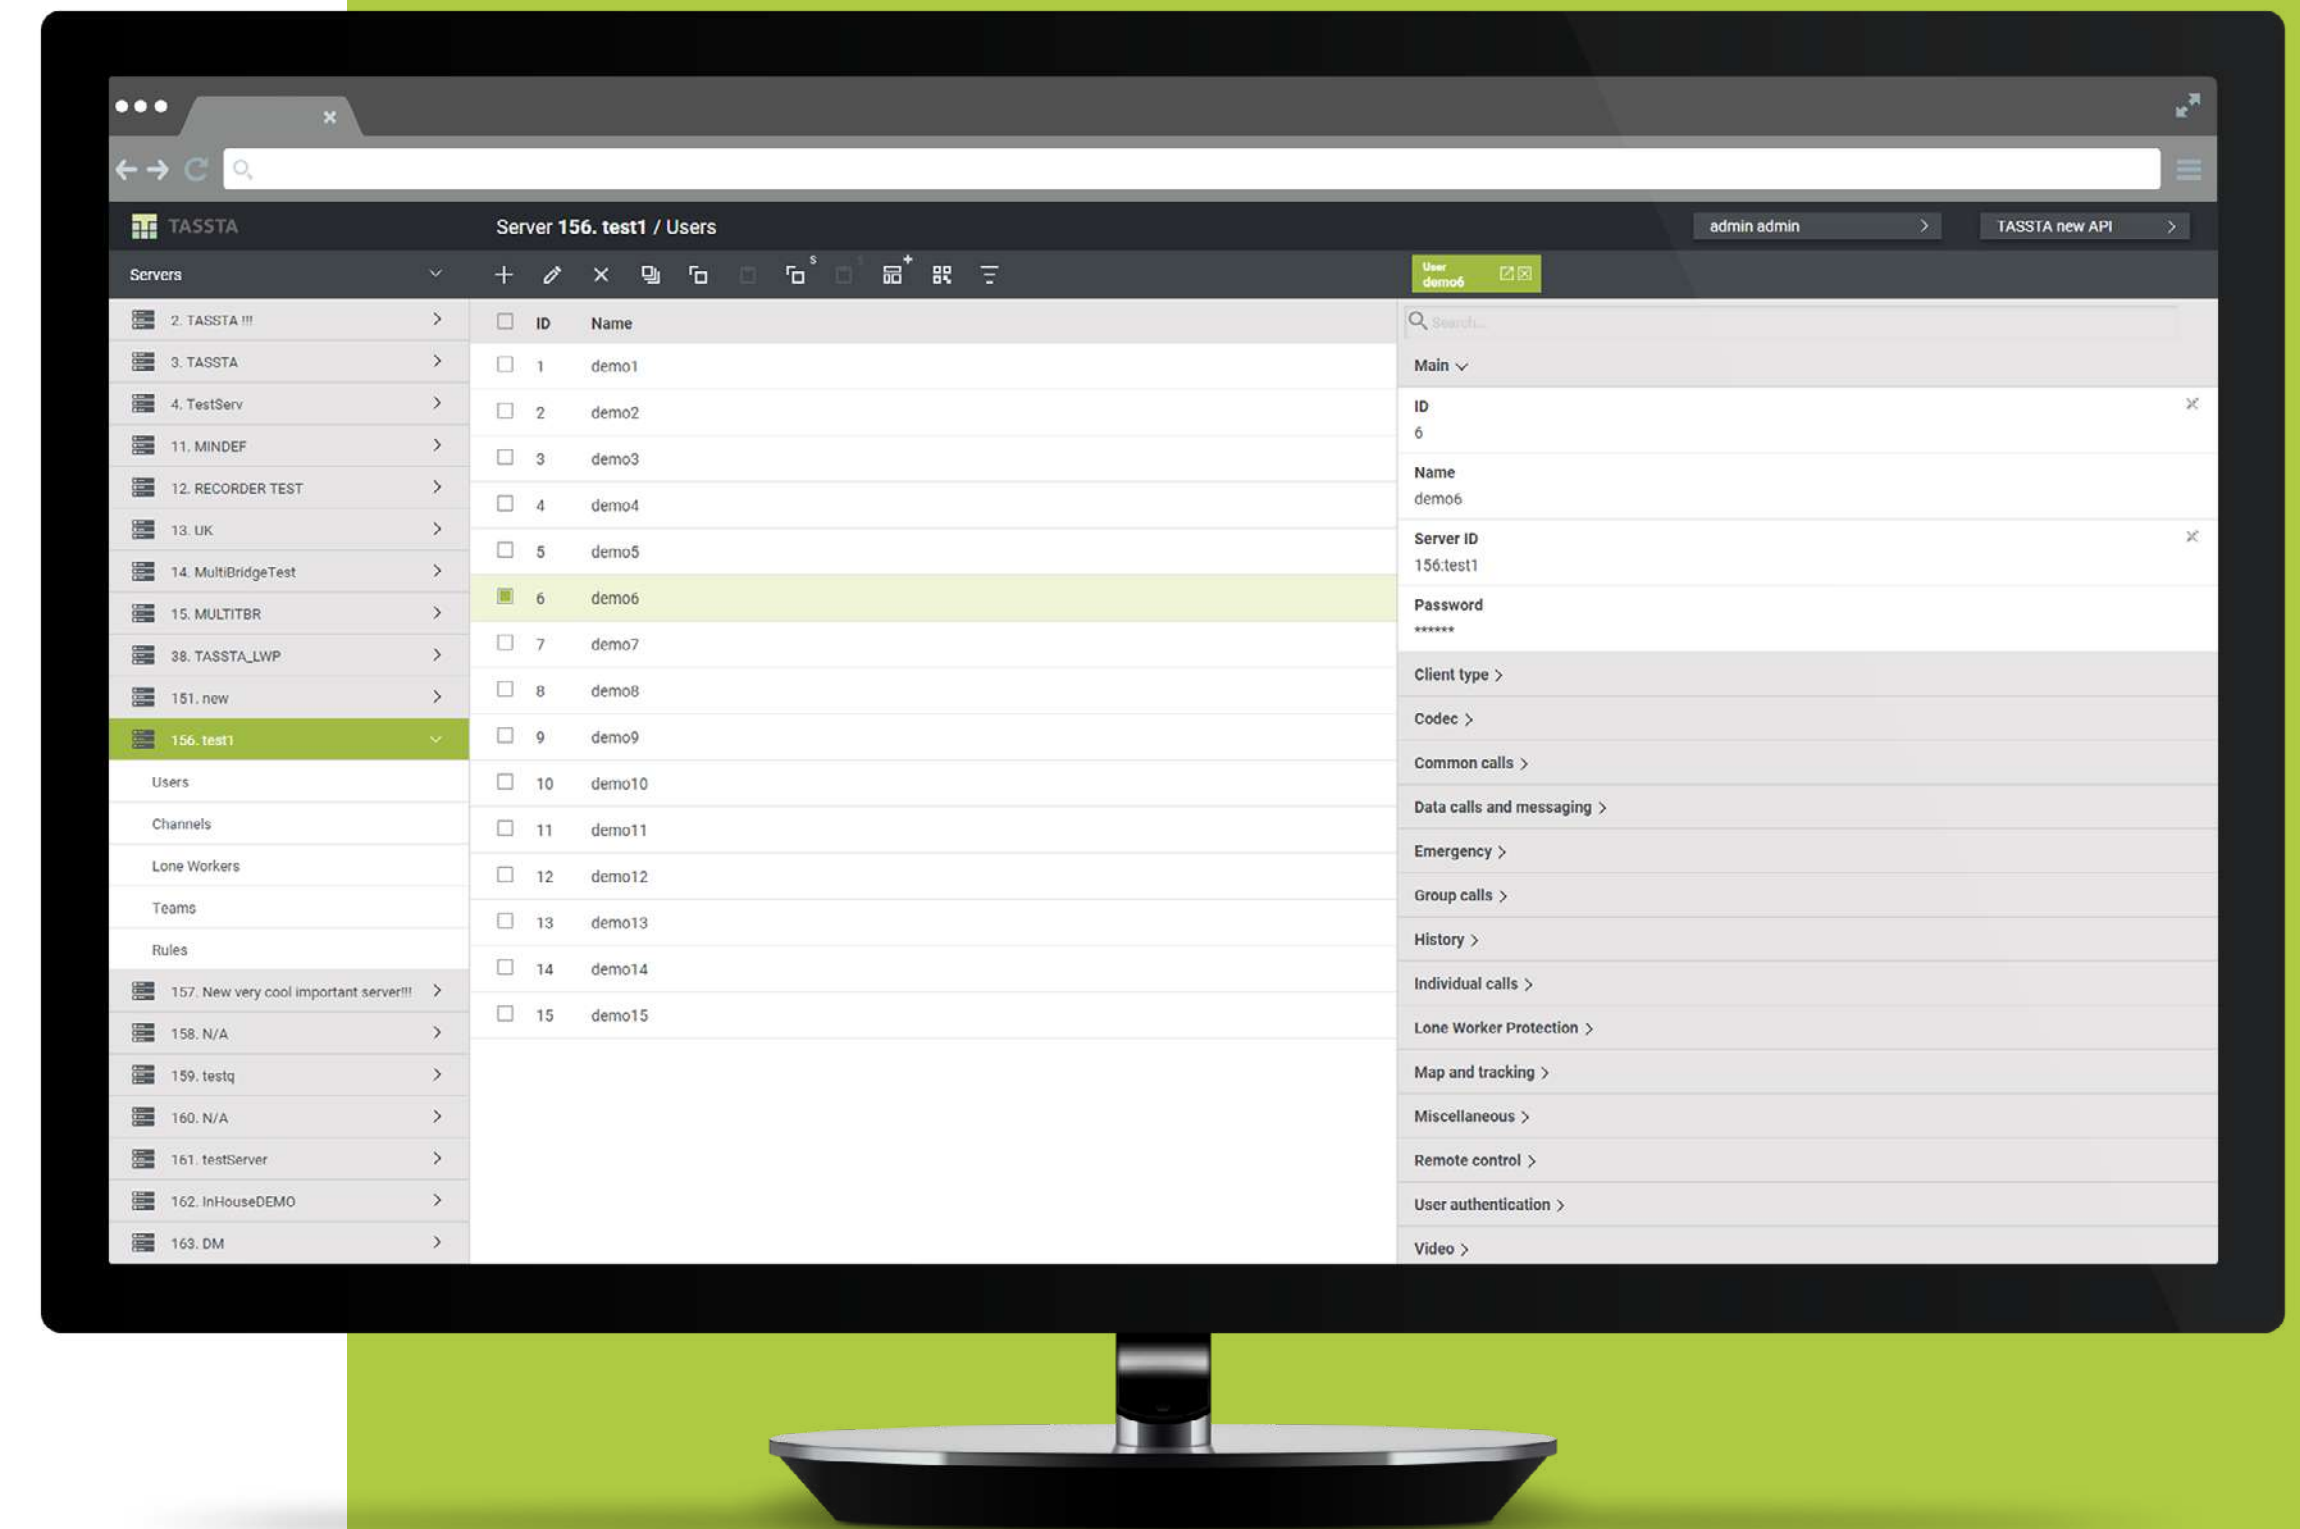 TASSTA
Server 156. test1 / Users
admin admin
TASSTA new API
Servers
S
User
demo6
2. TASSTA !!!
3. TASSTA
4. TestServ
11. MINDEF
12. RECORDER TEST
13. UK
14. MultiBridgeTest
15. MULTITBR
38. TASSTA_LWP
151. new
156. test1
Users
Channels
Lone Workers
Teams
Rules
157. New very cool important server!!!
158. N/A
159. testq
160. N/A
161. testServer
162. InHouseDEMO
163. DM
ID Name
1 demo1
2 demo2
3 demo3
4 demo4
5 demo5
6 demo6
7 demo7
8 demo8
9 demo9
10 demo10
11 demo11
12 demo12
13 demo13
14 demo14
15 demo15
Search...
Main
ID
6
Name
demo6
Server ID
156:test1
Password
******
Client type
Codec
Common calls
Data calls and messaging
Emergency
Group calls
History
Individual calls
Lone Worker Protection
Map and tracking
Miscellaneous
Remote control
User authentication
Video